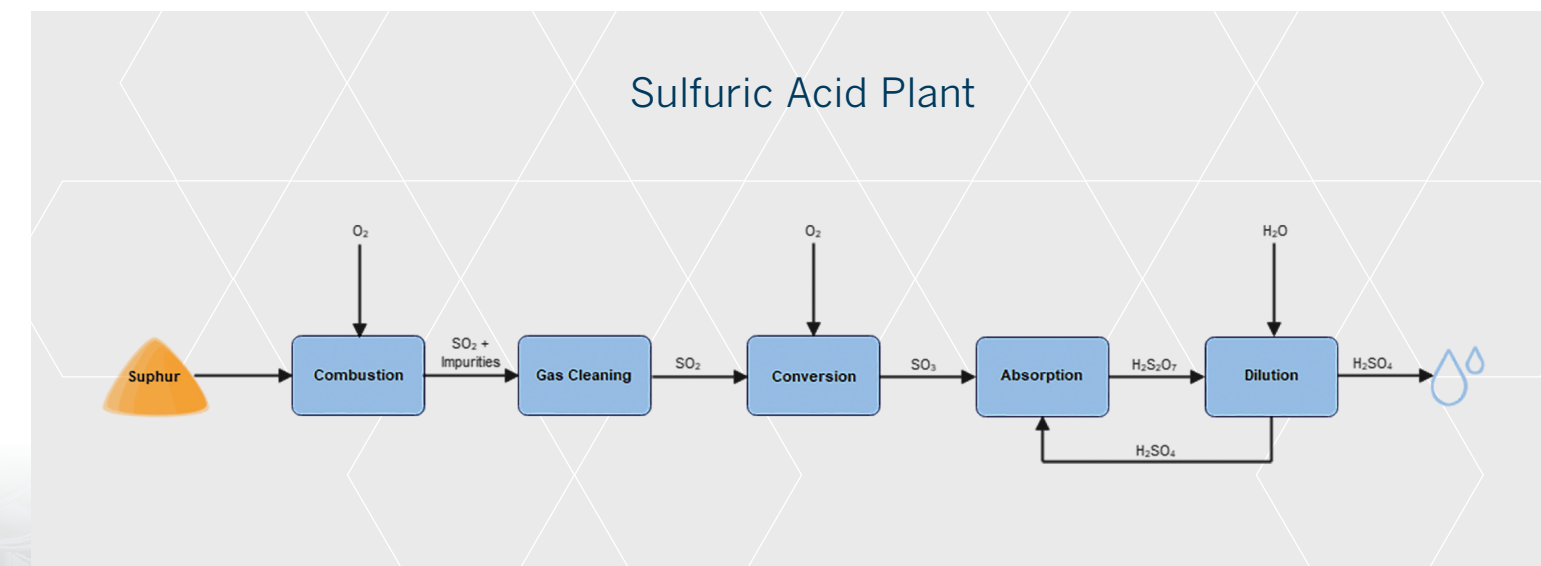 Sulfuric Acid Plant
O₂
O₂
H₂O
Suphur
Combustion
SO₂ +
Impurities
Gas Cleaning
SO₂
Conversion
SO₃
Absorption
H₂S₂O₇
Dilution
H₂SO₄
H₂SO₄